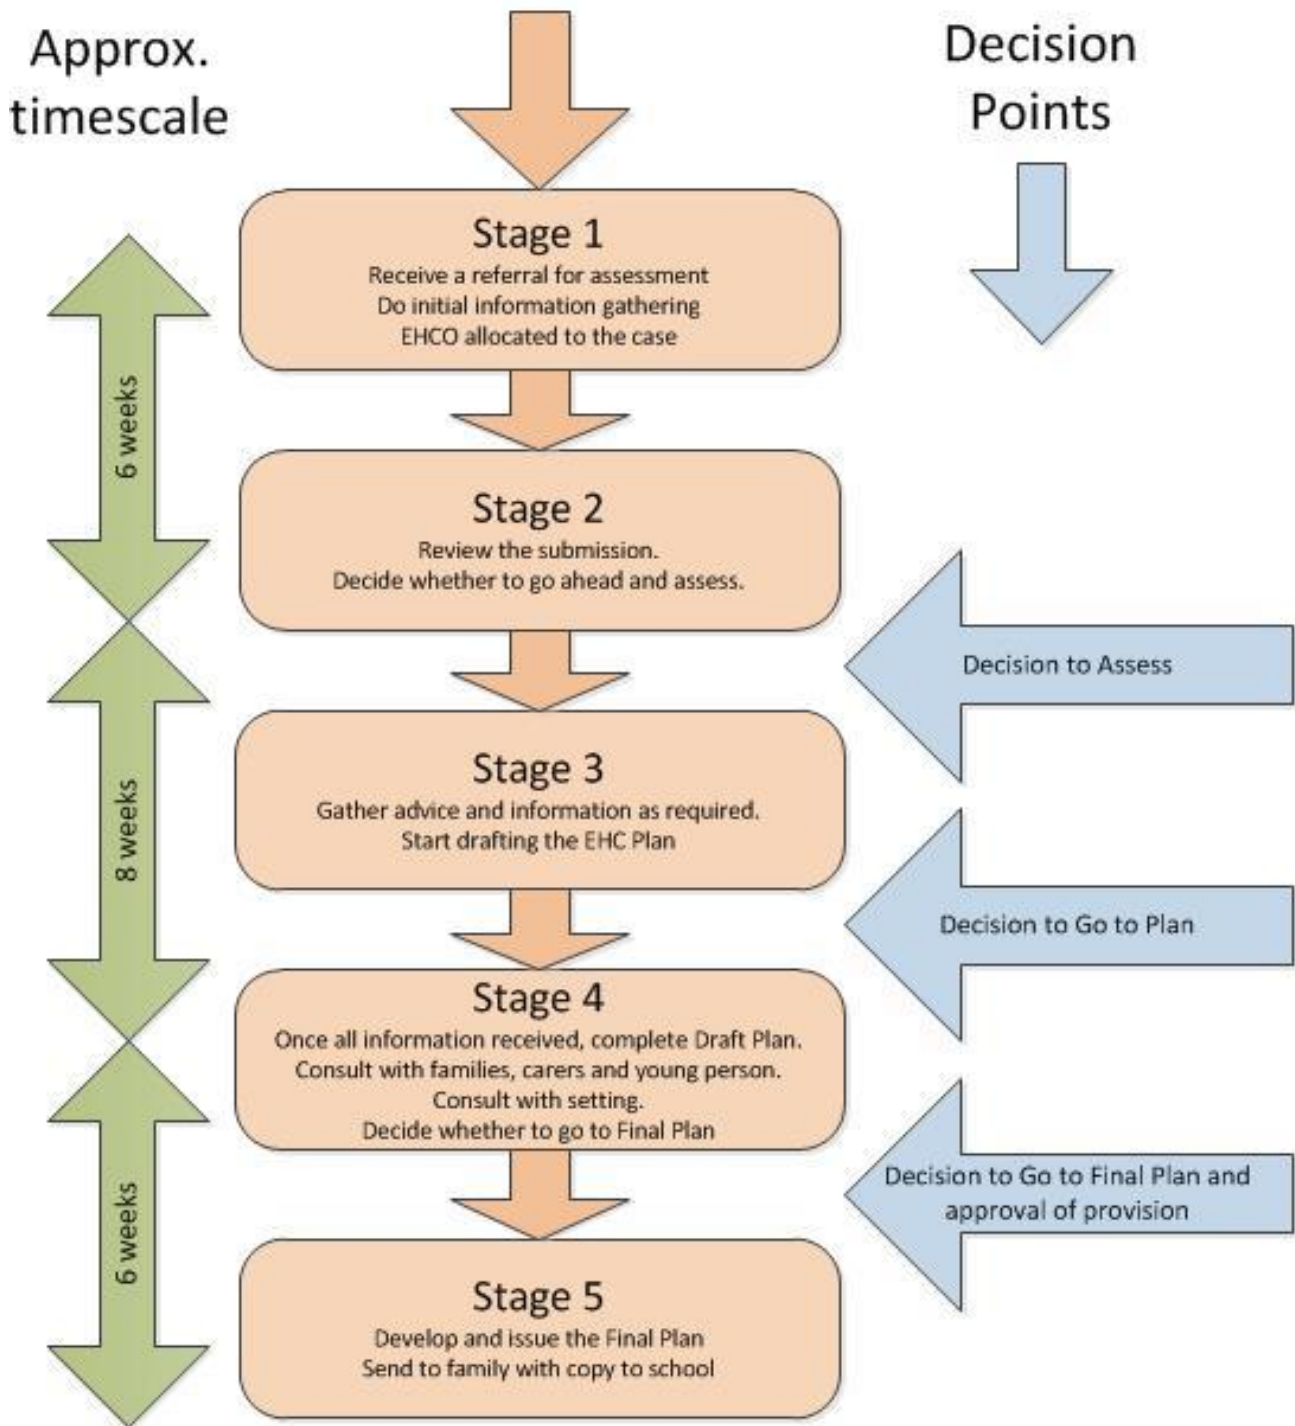 Approx.
timescale
Decision
Points
Stage 1
Receive a referral for assessment
Do initial information gathering
EHCO allocated to the case
6 weeks
Stage 2
Review the submission.
Decide whether to go ahead and assess.
Decision to Assess
Stage 3
Gather advice and information as required.
Start drafting the EHC Plan
8 weeks
Decision to Go to Plan
Stage 4
Once all information received, complete Draft Plan.
Consult with families, carers and young person.
Consult with setting.
Decide whether to go to Final Plan
Decision to Go to Final Plan and
approval of provision
6 weeks
Stage 5
Develop and issue the Final Plan
Send to family with copy to school